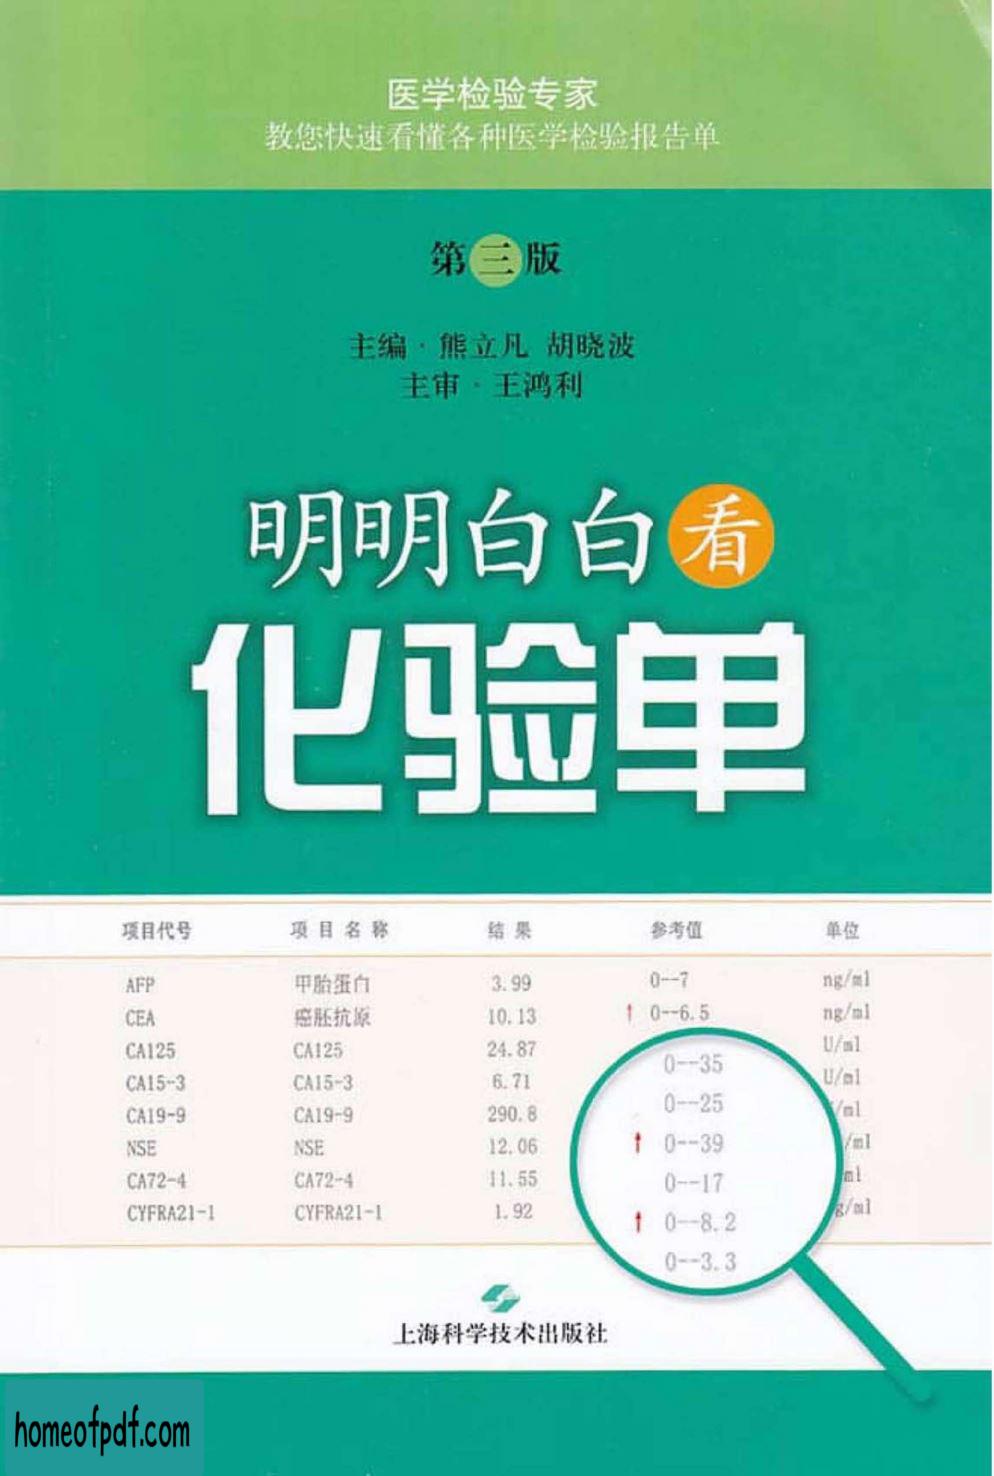 医学检验专家
教您快速看懂各种医学检验报告单
第三版
主编·熊立凡 胡晓波
主审·王鸿利
明明白白看
化验单
项目代号 项目名称 结果 参考值 单位
AFP 甲胎蛋白 3.99 0--7 ng/ml
CEA 癌胚抗原 10.13 ↑ 0--6.5 ng/ml
CA125 CA125 24.87 0--35 U/ml
CA15-3 CA15-3 6.71 0--25 U/ml
CA19-9 CA19-9 290.8 ↑ 0--39 /ml
NSE NSE 12.06 0--17 /ml
CA72-4 CA72-4 11.55 ↑ 0--8.2 ml
CYFRA21-1 CYFRA21-1 1.92 0--3.3 g/ml
上海科学技术出版社
homeofpdf.com